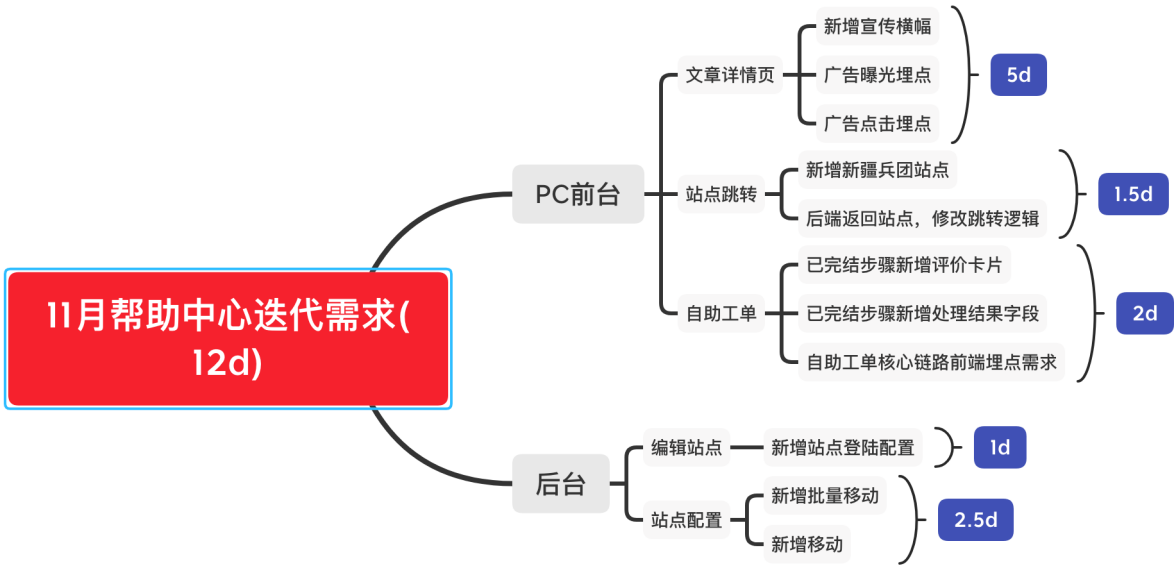 11月帮助中心迭代需求(
12d)
PC前台
文章详情页
新增宣传横幅
广告曝光埋点
广告点击埋点
5d
站点跳转
新增新疆兵团站点
后端返回站点，修改跳转逻辑
1.5d
自助工单
已完结步骤新增评价卡片
已完结步骤新增处理结果字段
自助工单核心链路前端埋点需求
2d
后台
编辑站点
新增站点登陆配置
1d
站点配置
新增批量移动
新增移动
2.5d